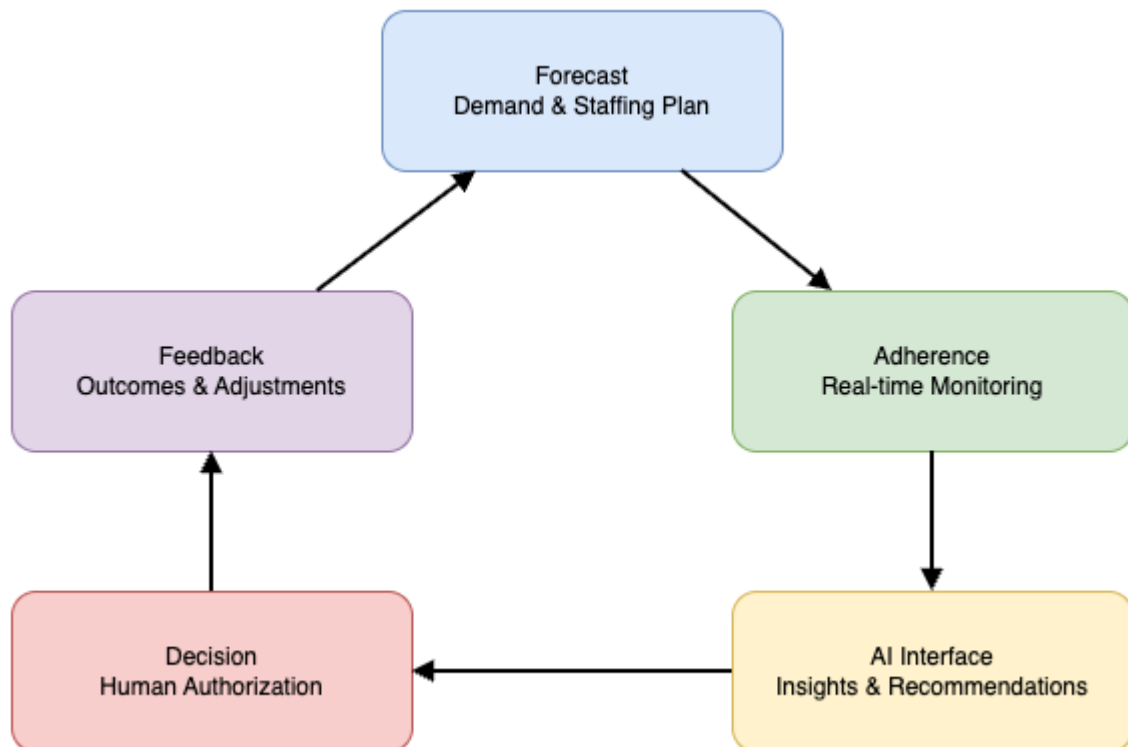 Forecast
Demand & Staffing Plan
Feedback
Outcomes & Adjustments
Adherence
Real-time Monitoring
Decision
Human Authorization
AI Interface
Insights & Recommendations